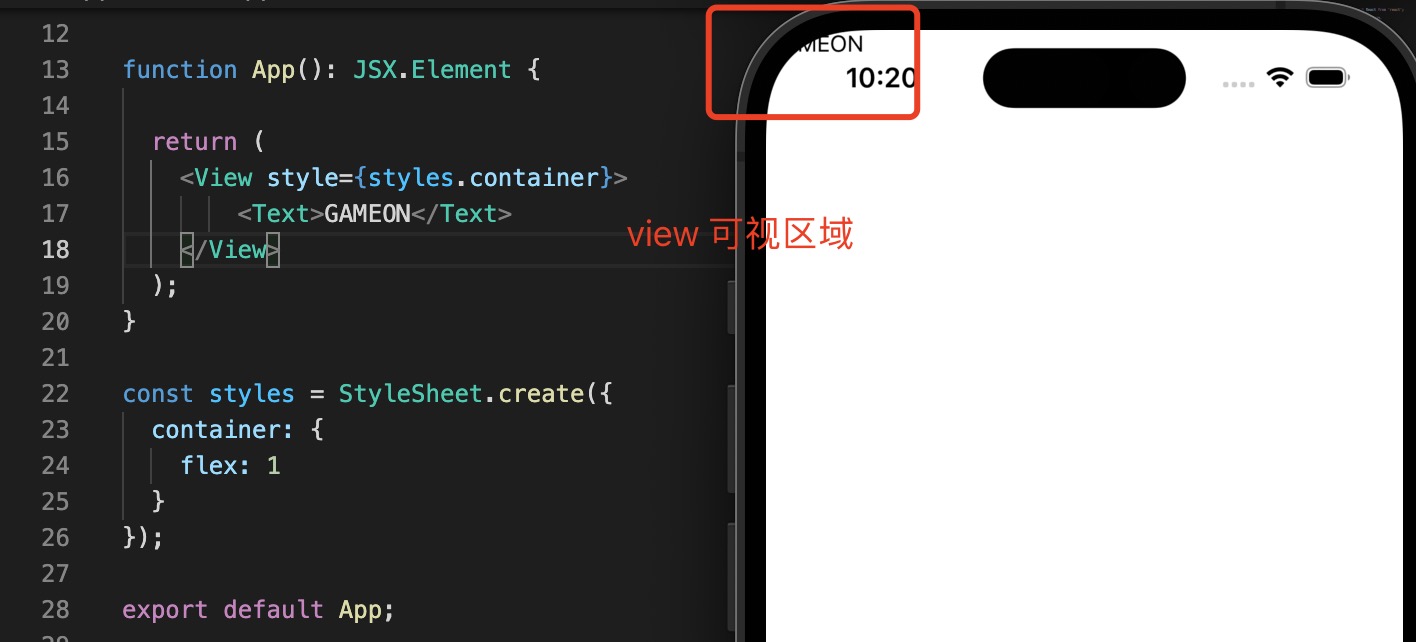 12
13 function App(): JSX.Element {
14
15 return (
16 <View style={styles.container}>
17 <Text>GAMEON</Text>
18 </View>
19 );
20 }
21
22 const styles = StyleSheet.create({
23 container: {
24 flex: 1
25 }
26 });
27
28 export default App;
MEON
10:20
view 可视区域